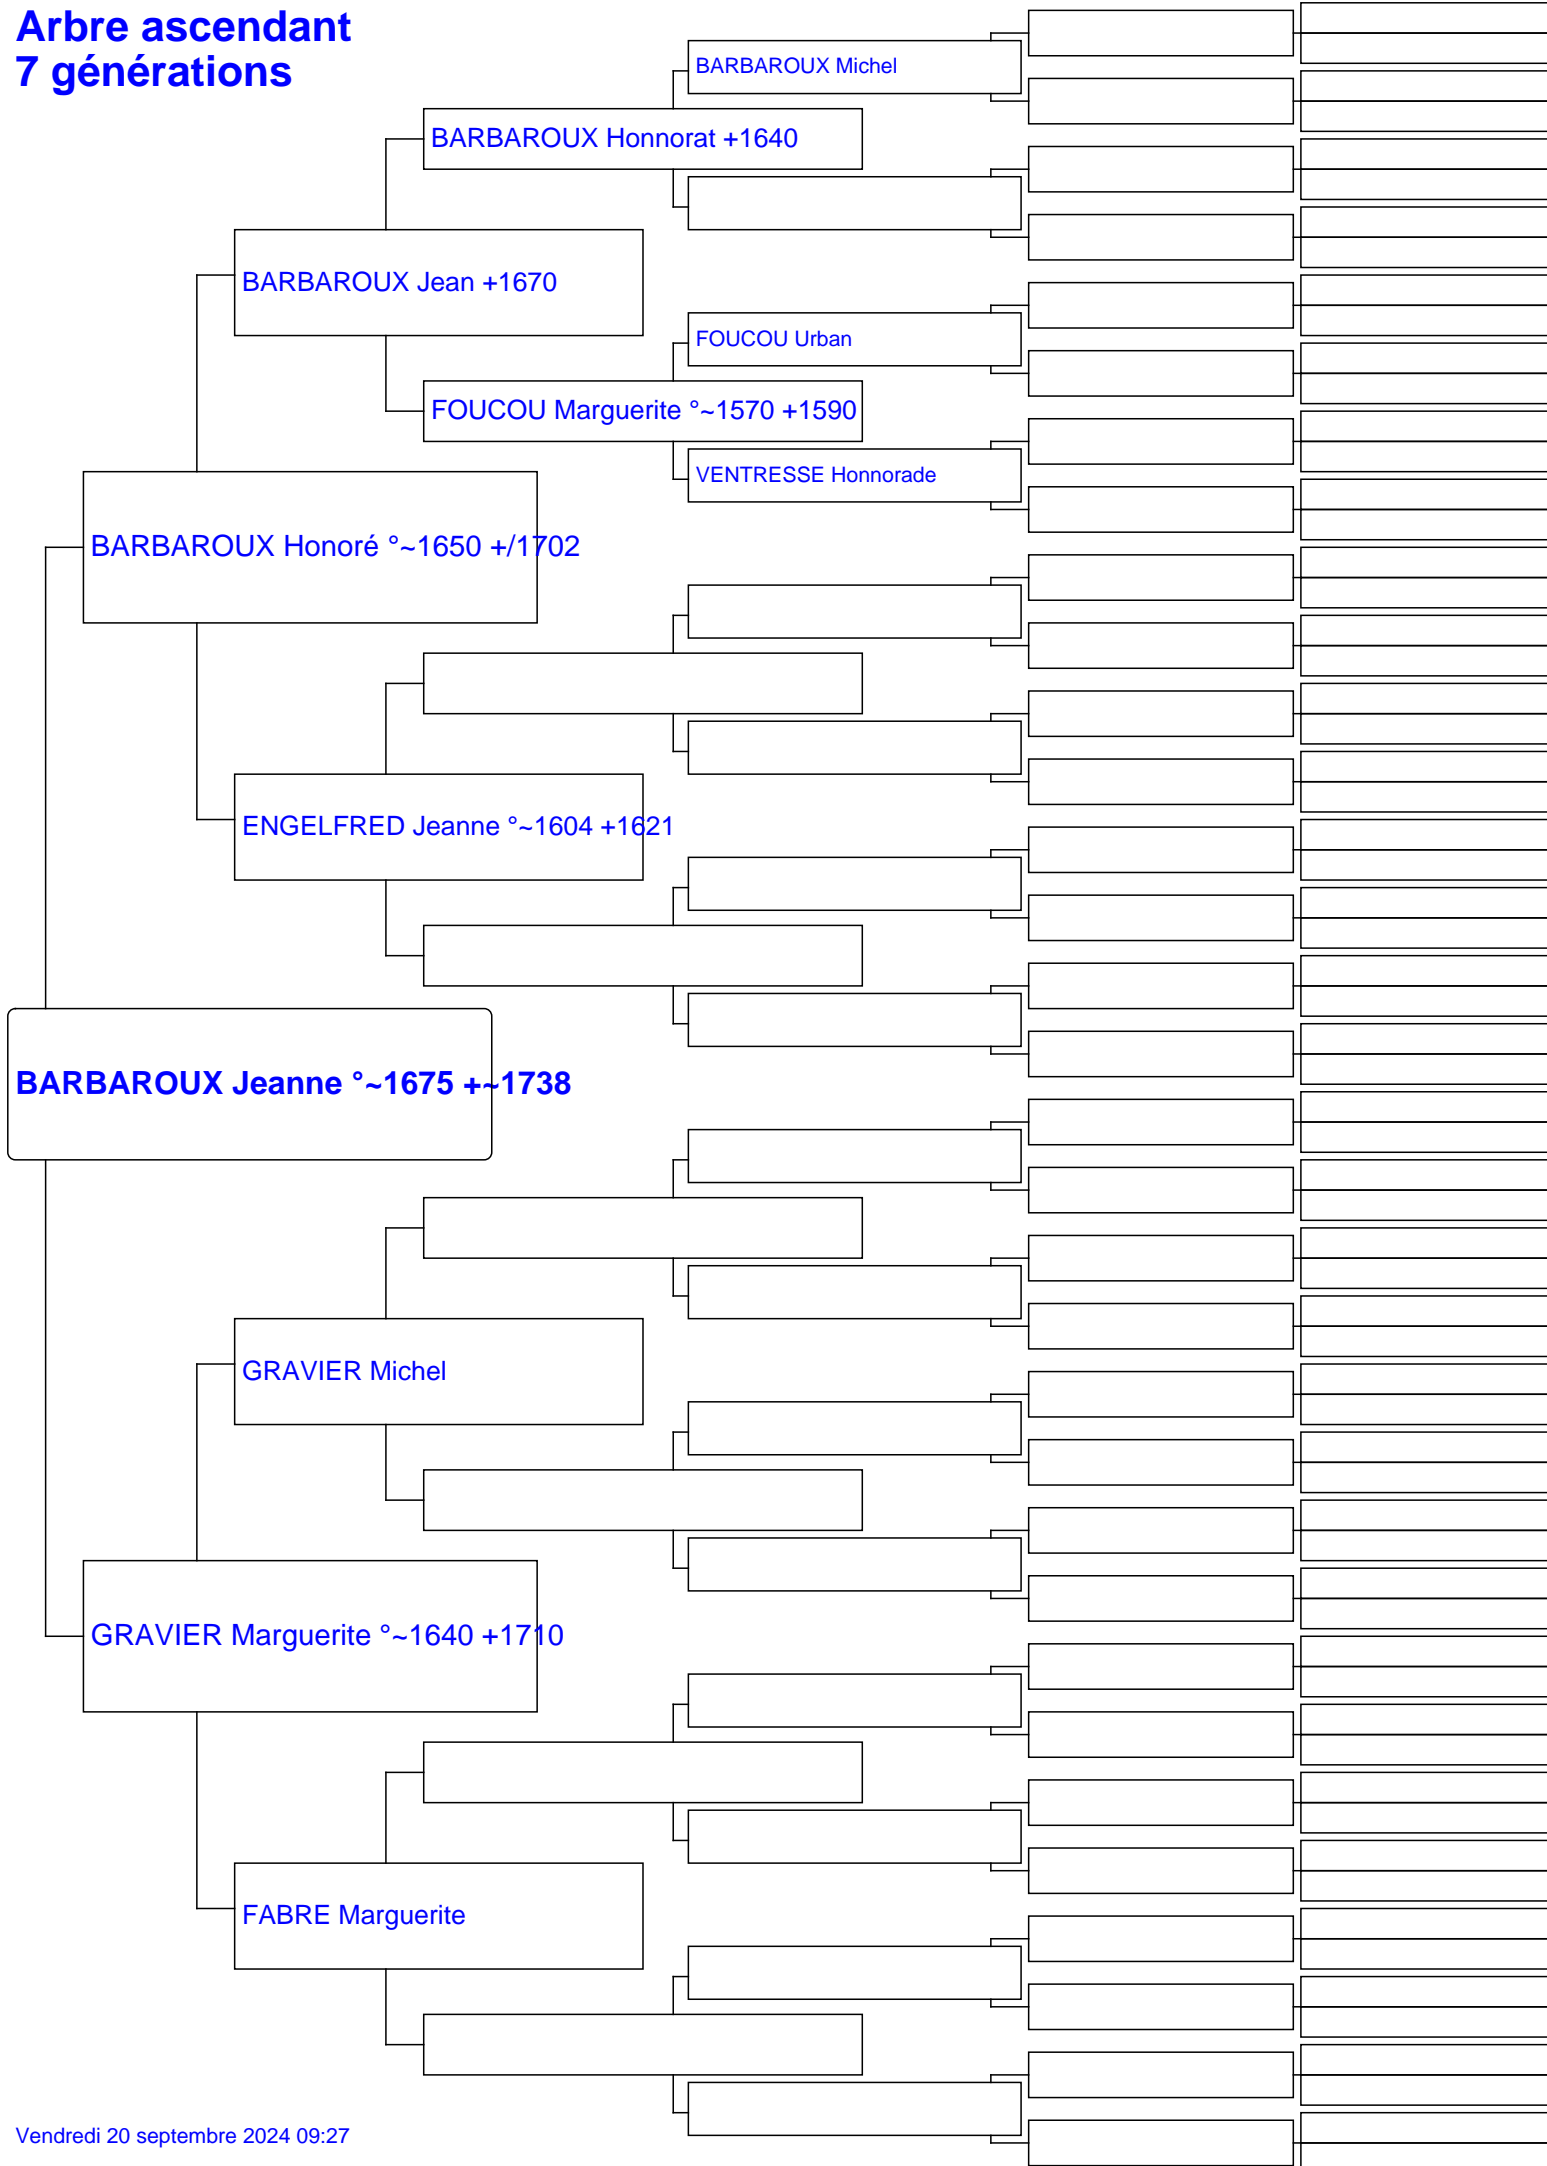 Arbre ascendant
7 générations
BARBAROUX Michel
BARBAROUX Honnorat +1640
BARBAROUX Jean +1670
FOUCOU Urban
FOUCOU Marguerite °~1570 +1590
VENTRESSE Honnorade
BARBAROUX Honoré °~1650 +/1702
ENGELFRED Jeanne °~1604 +1621
BARBAROUX Jeanne °~1675 +~1738
GRAVIER Michel
GRAVIER Marguerite °~1640 +1710
FABRE Marguerite
Vendredi 20 septembre 2024 09:27